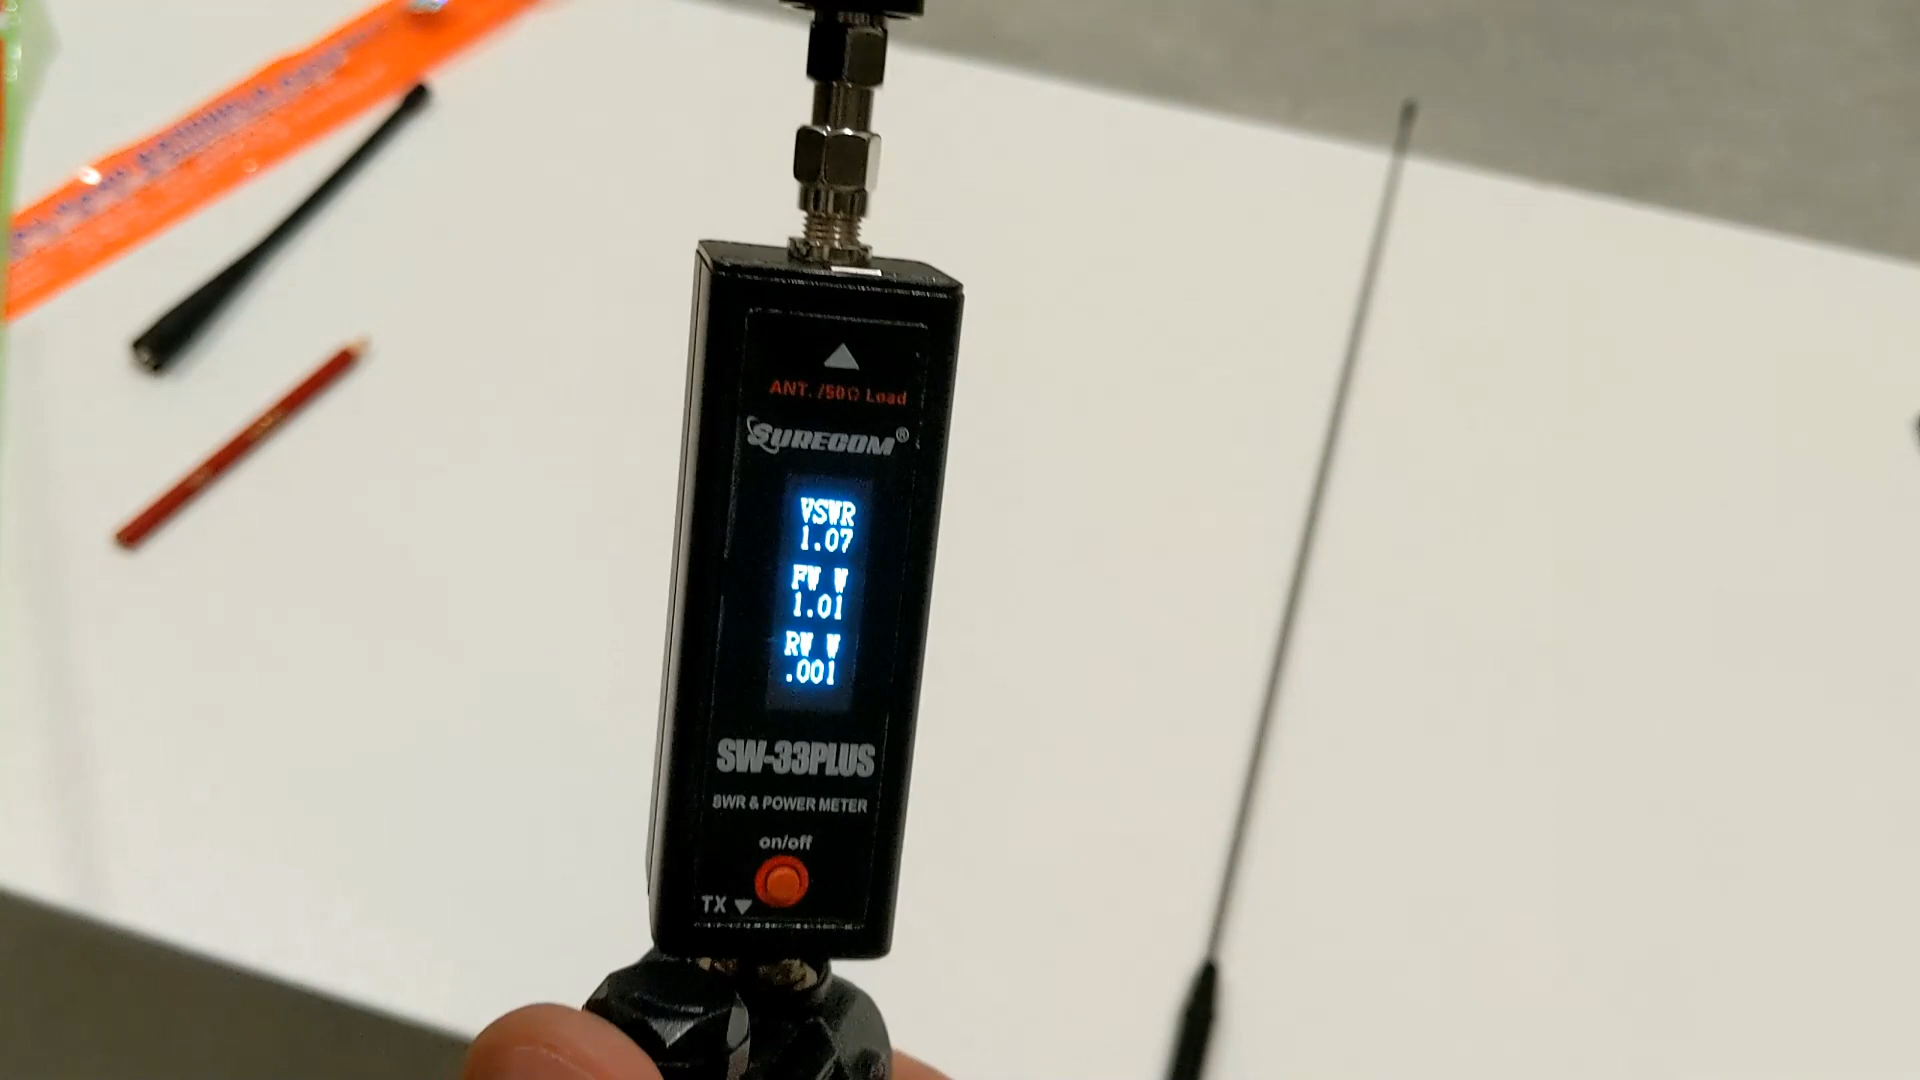 ANT. /50Ω Load
SURECOM®
VSWR
1.07
FW W
1.01
RW W
.001
SW-33PLUS
SWR & POWER METER
on/off
TX